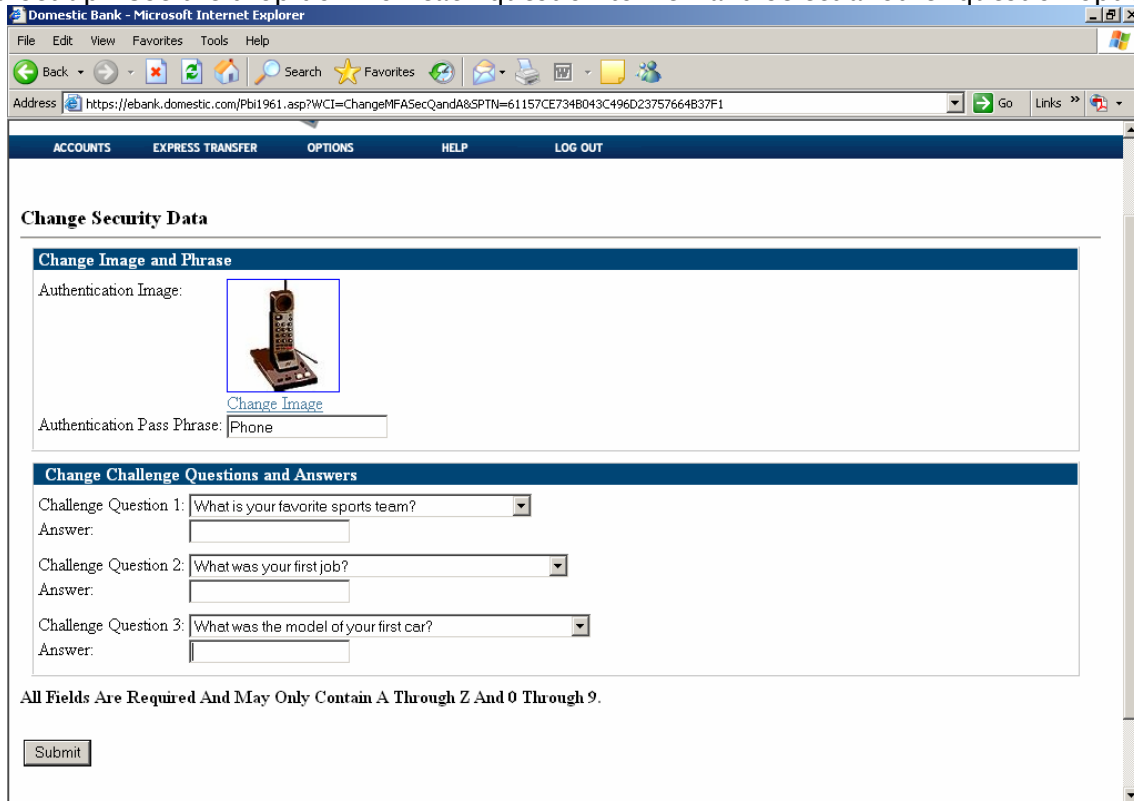 Domestic Bank - Microsoft Internet Explorer
File Edit View Favorites Tools Help
Back Search Favorites
Address https://ebank.domestic.com/Pbi1961.asp?WCI=ChangeMFASecQandA&SPTN=61157CE734B043C496D23757664B37F1 Go Links »
ACCOUNTS EXPRESS TRANSFER OPTIONS HELP LOG OUT
Change Security Data
Change Image and Phrase
Authentication Image:
Change Image
Authentication Pass Phrase: Phone
Change Challenge Questions and Answers
Challenge Question 1: What is your favorite sports team?
Answer:
Challenge Question 2: What was your first job?
Answer:
Challenge Question 3: What was the model of your first car?
Answer:
All Fields Are Required And May Only Contain A Through Z And 0 Through 9.
Submit